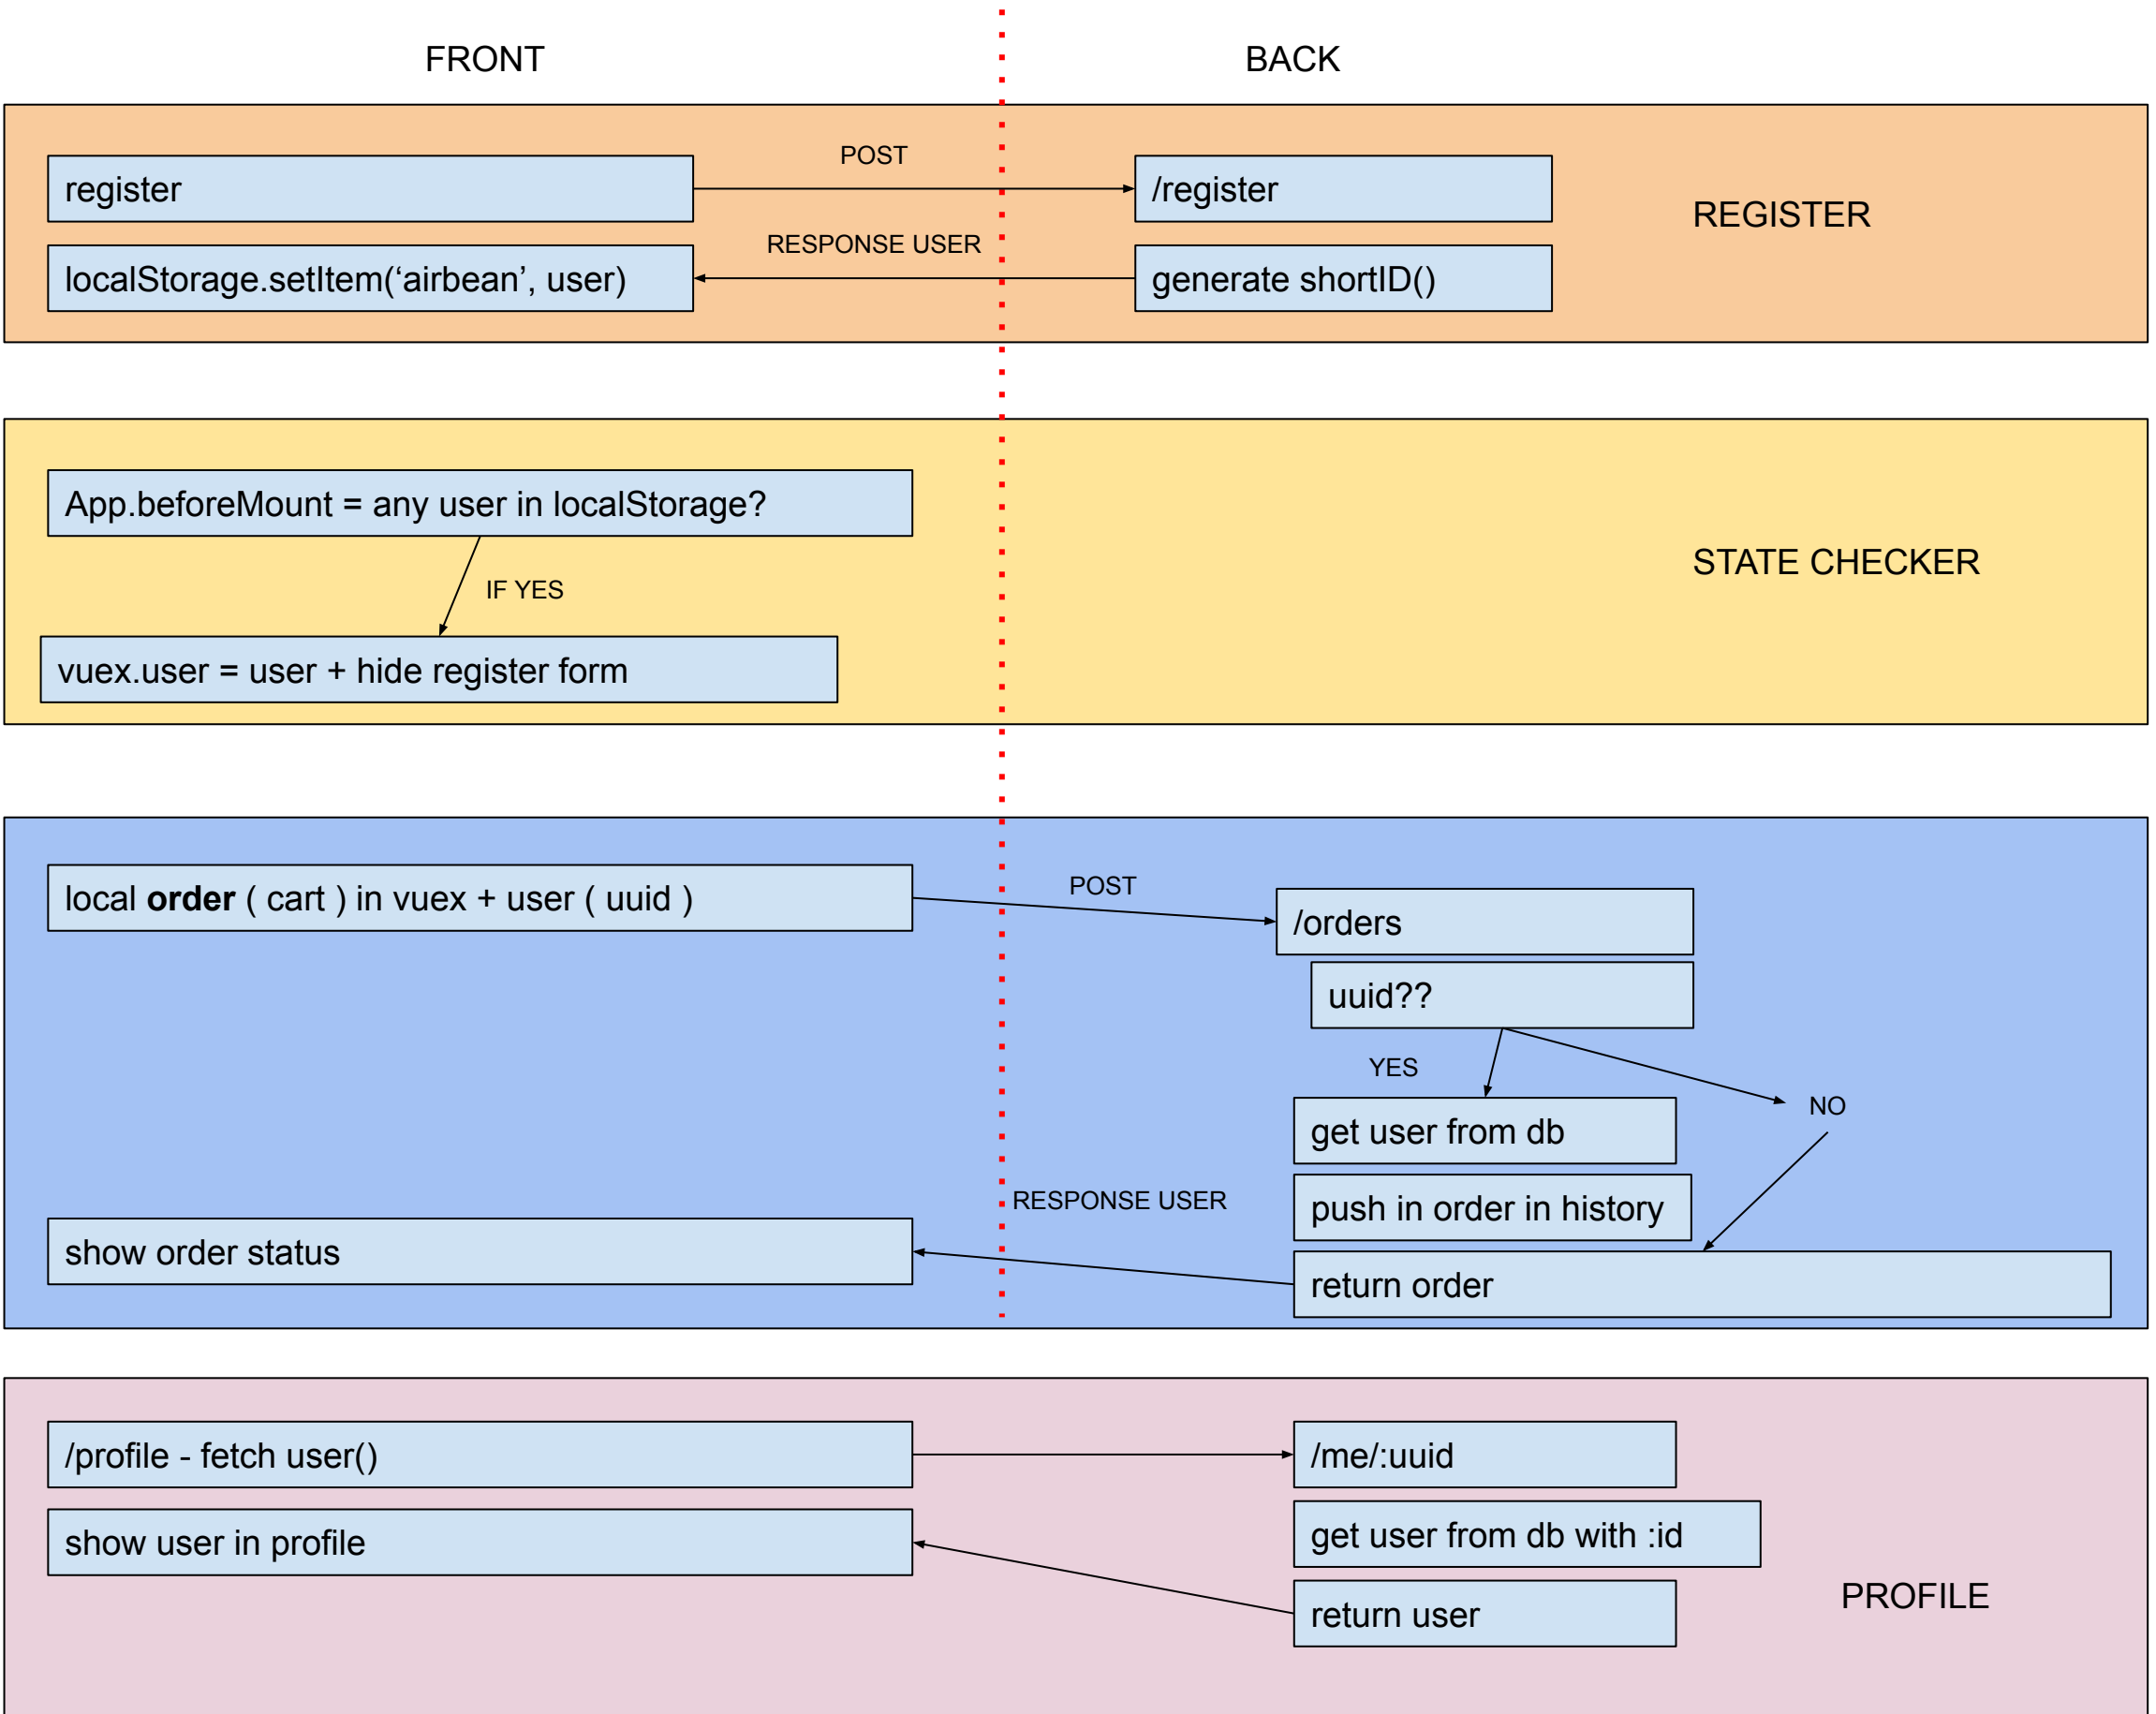 FRONT
BACK
register
POST
/register
REGISTER
localStorage.setItem(‘airbean’, user)
RESPONSE USER
generate shortID()
App.beforeMount = any user in localStorage?
STATE CHECKER
IF YES
vuex.user = user + hide register form
local order ( cart ) in vuex + user ( uuid )
POST
/orders
uuid??
YES
NO
get user from db
push in order in history
RESPONSE USER
show order status
return order
/profile - fetch user()
/me/:uuid
show user in profile
get user from db with :id
return user
PROFILE